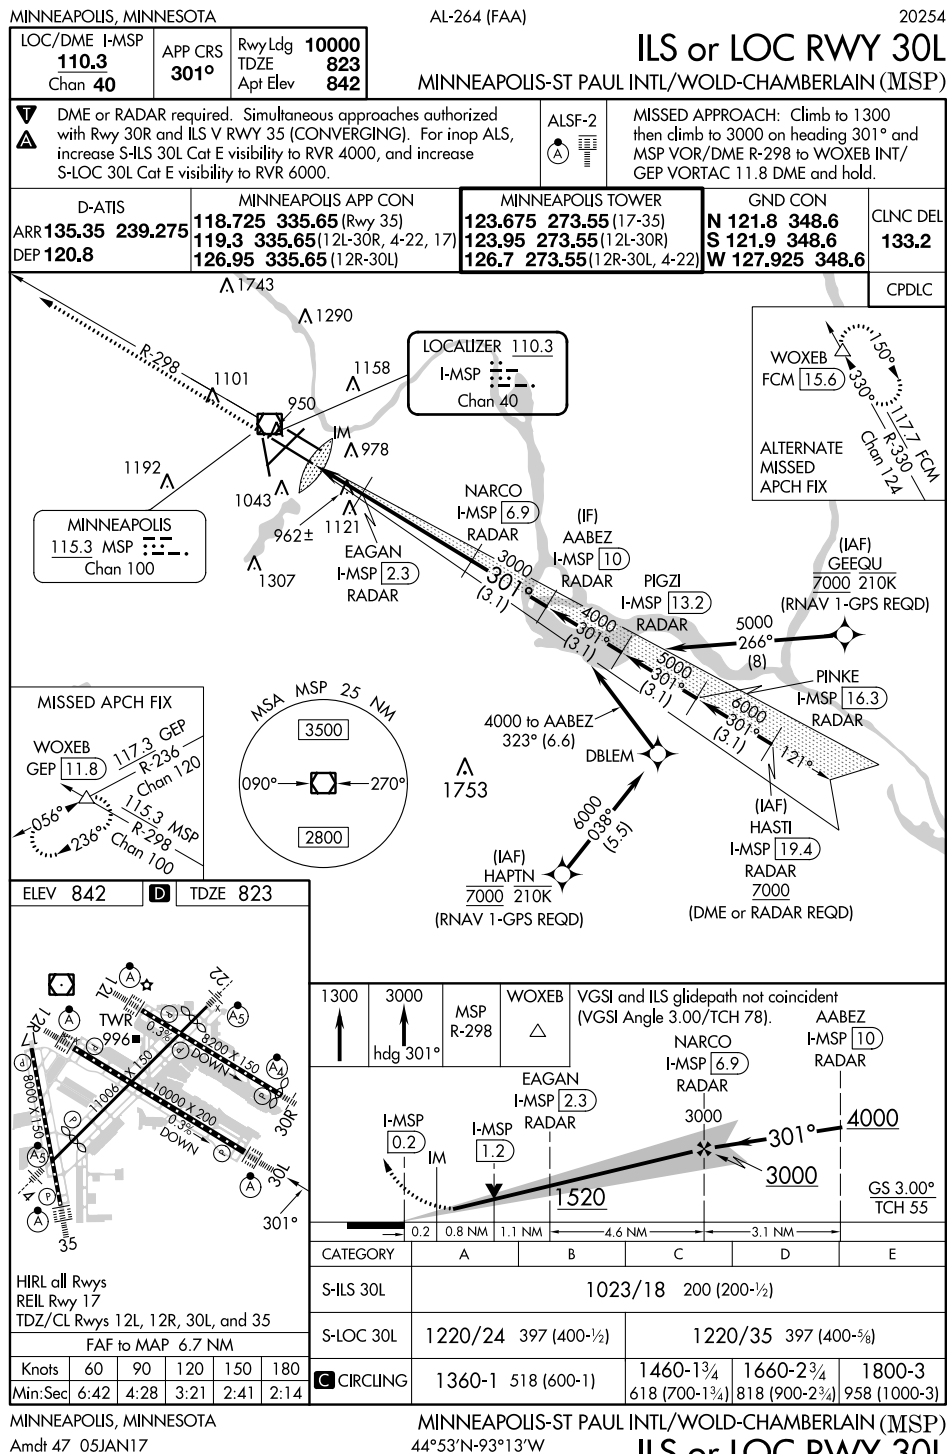 MINNEAPOLIS, MINNESOTA
AL-264 (FAA)
20254
LOC/DME I-MSP
110.3
Chan 40
APP CRS
301°
Rwy Ldg 10000
TDZE 823
Apt Elev 842
ILS or LOC RWY 30L
MINNEAPOLIS-ST PAUL INTL/WOLD-CHAMBERLAIN (MSP)
T
A
DME or RADAR required. Simultaneous approaches authorized
with Rwy 30R and ILS V RWY 35 (CONVERGING). For inop ALS,
increase S-ILS 30L Cat E visibility to RVR 4000, and increase
S-LOC 30L Cat E visibility to RVR 6000.
ALSF-2
A
MISSED APPROACH: Climb to 1300
then climb to 3000 on heading 301° and
MSP VOR/DME R-298 to WOXEB INT/
GEP VORTAC 11.8 DME and hold.
D-ATIS
ARR 135.35 239.275
DEP 120.8
MINNEAPOLIS APP CON
118.725 335.65 (Rwy 35)
119.3 335.65 (12L-30R, 4-22, 17)
126.95 335.65 (12R-30L)
MINNEAPOLIS TOWER
123.675 273.55 (17-35)
123.95 273.55 (12L-30R)
126.7 273.55 (12R-30L, 4-22)
GND CON
N 121.8 348.6
S 121.9 348.6
W 127.925 348.6
CLNC DEL
133.2
CPDLC
1743
1290
R-298
LOCALIZER 110.3
I-MSP
Chan 40
1158
1101
950
IM
978
1192
1043
962±
1121
1307
MINNEAPOLIS
115.3 MSP
Chan 100
EAGAN
I-MSP 2.3
RADAR
NARCO
I-MSP 6.9
RADAR
(IF)
AABEZ
I-MSP 10
RADAR
PIGZI
I-MSP 13.2
RADAR
3000
301°
(3.1)
4000
301°
(3.1)
5000
301°
(3.1)
6000
301°
(3.1)
121°
WOXEB
FCM 15.6
150°
330°
117.7 FCM
R-330
Chan 124
ALTERNATE
MISSED
APCH FIX
(IAF)
GEEQU
7000 210K
(RNAV 1-GPS REQD)
5000
266°
(8)
PINKE
I-MSP 16.3
RADAR
MISSED APCH FIX
WOXEB
GEP 11.8
117.3 GEP
R-236
Chan 120
056°
236°
115.3 MSP
R-298
Chan 100
MSA MSP 25 NM
3500
090°
270°
2800
1753
4000 to AABEZ
323° (6.6)
DBLEM
6000
038°
(5.5)
(IAF)
HAPTN
7000 210K
(RNAV 1-GPS REQD)
(IAF)
HASTI
I-MSP 19.4
RADAR
7000
(DME or RADAR REQD)
ELEV 842
D
TDZE 823
12L
A
22
12R
A
TWR
996
0.3%
P
8200 X 150
DOWN
A5
A4
17
P
11006 X 150
8000 X 150
10000 X 200
0.3%
DOWN
P
30R
A5
P
4
A
35
A
30L
301°
HIRL all Rwys
REIL Rwy 17
TDZ/CL Rwys 12L, 12R, 30L, and 35
FAF to MAP 6.7 NM
Knots 60 90 120 150 180
Min:Sec 6:42 4:28 3:21 2:41 2:14
1300
3000
hdg 301°
MSP
R-298
WOXEB
VGSI and ILS glidepath not coincident
(VGSI Angle 3.00/TCH 78).
AABEZ
I-MSP 10
RADAR
NARCO
I-MSP 6.9
RADAR
EAGAN
I-MSP 2.3
RADAR
I-MSP
0.2
IM
I-MSP
1.2
3000
301°
4000
3000
1520
GS 3.00°
TCH 55
0.2 0.8 NM 1.1 NM 4.6 NM 3.1 NM
CATEGORY A B C D E
S-ILS 30L 1023/18 200 (200-½)
S-LOC 30L 1220/24 397 (400-½) 1220/35 397 (400-⅝)
C CIRCLING 1360-1 518 (600-1)
1460-1¾
618 (700-1¾)
1660-2¾
818 (900-2¾)
1800-3
958 (1000-3)
MINNEAPOLIS, MINNESOTA
Amdt 47 05JAN17
44°53'N-93°13'W
MINNEAPOLIS-ST PAUL INTL/WOLD-CHAMBERLAIN (MSP)
ILS or LOC RWY 30L